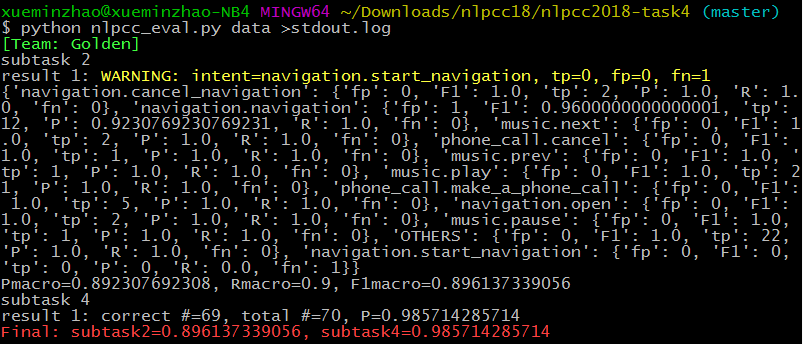 xueminzhao@xueminzhao-NB4 MINGW64 ~/Downloads/nlpcc18/nlpcc2018-task4 (master)
$ python nlpcc_eval.py data >stdout.log
[Team: Golden]
subtask 2
result 1: WARNING: intent=navigation.start_navigation, tp=0, fp=0, fn=1
{'navigation.cancel_navigation': {'fp': 0, 'F1': 1.0, 'tp': 2, 'P': 1.0, 'R': 1.
0, 'fn': 0}, 'navigation.navigation': {'fp': 1, 'F1': 0.9600000000000001, 'tp':
12, 'P': 0.9230769230769231, 'R': 1.0, 'fn': 0}, 'music.next': {'fp': 0, 'F1': 1
.0, 'tp': 2, 'P': 1.0, 'R': 1.0, 'fn': 0}, 'phone_call.cancel': {'fp': 0, 'F1':
1.0, 'tp': 1, 'P': 1.0, 'R': 1.0, 'fn': 0}, 'music.prev': {'fp': 0, 'F1': 1.0, '
tp': 1, 'P': 1.0, 'R': 1.0, 'fn': 0}, 'music.play': {'fp': 0, 'F1': 1.0, 'tp': 2
1, 'P': 1.0, 'R': 1.0, 'fn': 0}, 'phone_call.make_a_phone_call': {'fp': 0, 'F1':
1.0, 'tp': 5, 'P': 1.0, 'R': 1.0, 'fn': 0}, 'navigation.open': {'fp': 0, 'F1':
1.0, 'tp': 2, 'P': 1.0, 'R': 1.0, 'fn': 0}, 'music.pause': {'fp': 0, 'F1': 1.0,
'tp': 1, 'P': 1.0, 'R': 1.0, 'fn': 0}, 'OTHERS': {'fp': 0, 'F1': 1.0, 'tp': 22,
'P': 1.0, 'R': 1.0, 'fn': 0}, 'navigation.start_navigation': {'fp': 0, 'F1': 0,
'tp': 0, 'P': 0, 'R': 0.0, 'fn': 1}}
Pmacro=0.892307692308, Rmacro=0.9, F1macro=0.896137339056
subtask 4
result 1: correct #=69, total #=70, P=0.985714285714
Final: subtask2=0.896137339056, subtask4=0.985714285714